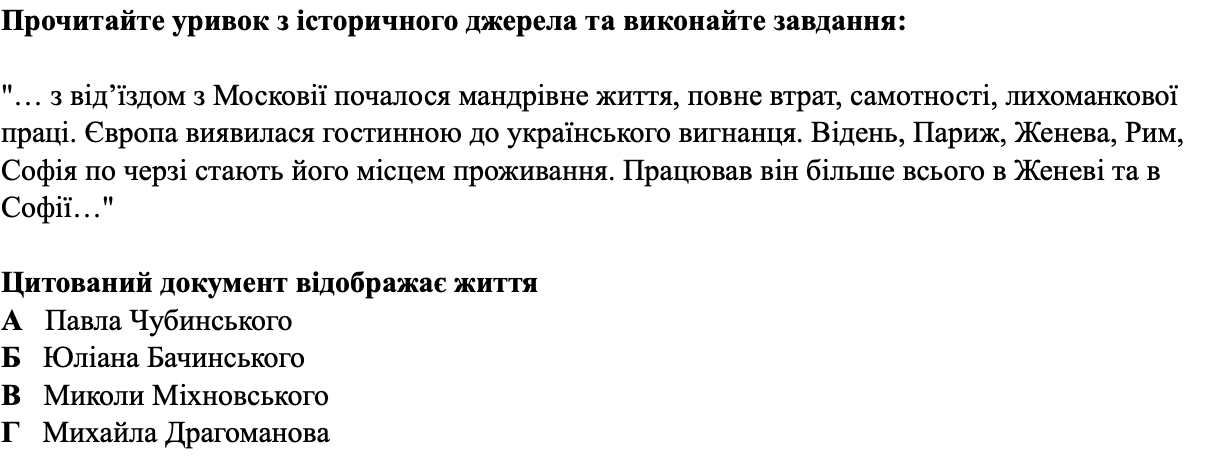 Прочитайте уривок з історичного джерела та виконайте завдання:
"… з від’їздом з Московії почалося мандрівне життя, повне втрат, самотності, лихоманкової
праці. Європа виявилася гостинною до українського вигнанця. Відень, Париж, Женева, Рим,
Софія по черзі стають його місцем проживання. Працював він більше всього в Женеві та в
Софії…"
Цитований документ відображає життя
А Павла Чубинського
Б Юліана Бачинського
В Миколи Міхновського
Г Михайла Драгоманова